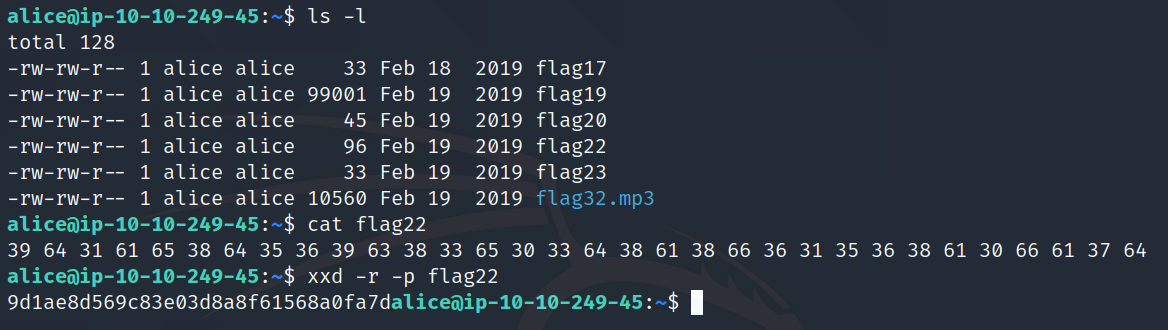 alice@ip-10-10-249-45:~$ ls -l
total 128
-rw-rw-r-- 1 alice alice    33 Feb 18  2019 flag17
-rw-rw-r-- 1 alice alice 99001 Feb 19  2019 flag19
-rw-rw-r-- 1 alice alice    45 Feb 19  2019 flag20
-rw-rw-r-- 1 alice alice    96 Feb 19  2019 flag22
-rw-rw-r-- 1 alice alice    33 Feb 19  2019 flag23
-rw-rw-r-- 1 alice alice 10560 Feb 19  2019 flag32.mp3
alice@ip-10-10-249-45:~$ cat flag22
39 64 31 61 65 38 64 35 36 39 63 38 33 65 30 33 64 38 61 38 66 36 31 35 36 38 61 30 66 61 37 64
alice@ip-10-10-249-45:~$ xxd -r -p flag22
9d1ae8d569c83e03d8a8f61568a0fa7dalice@ip-10-10-249-45:~$